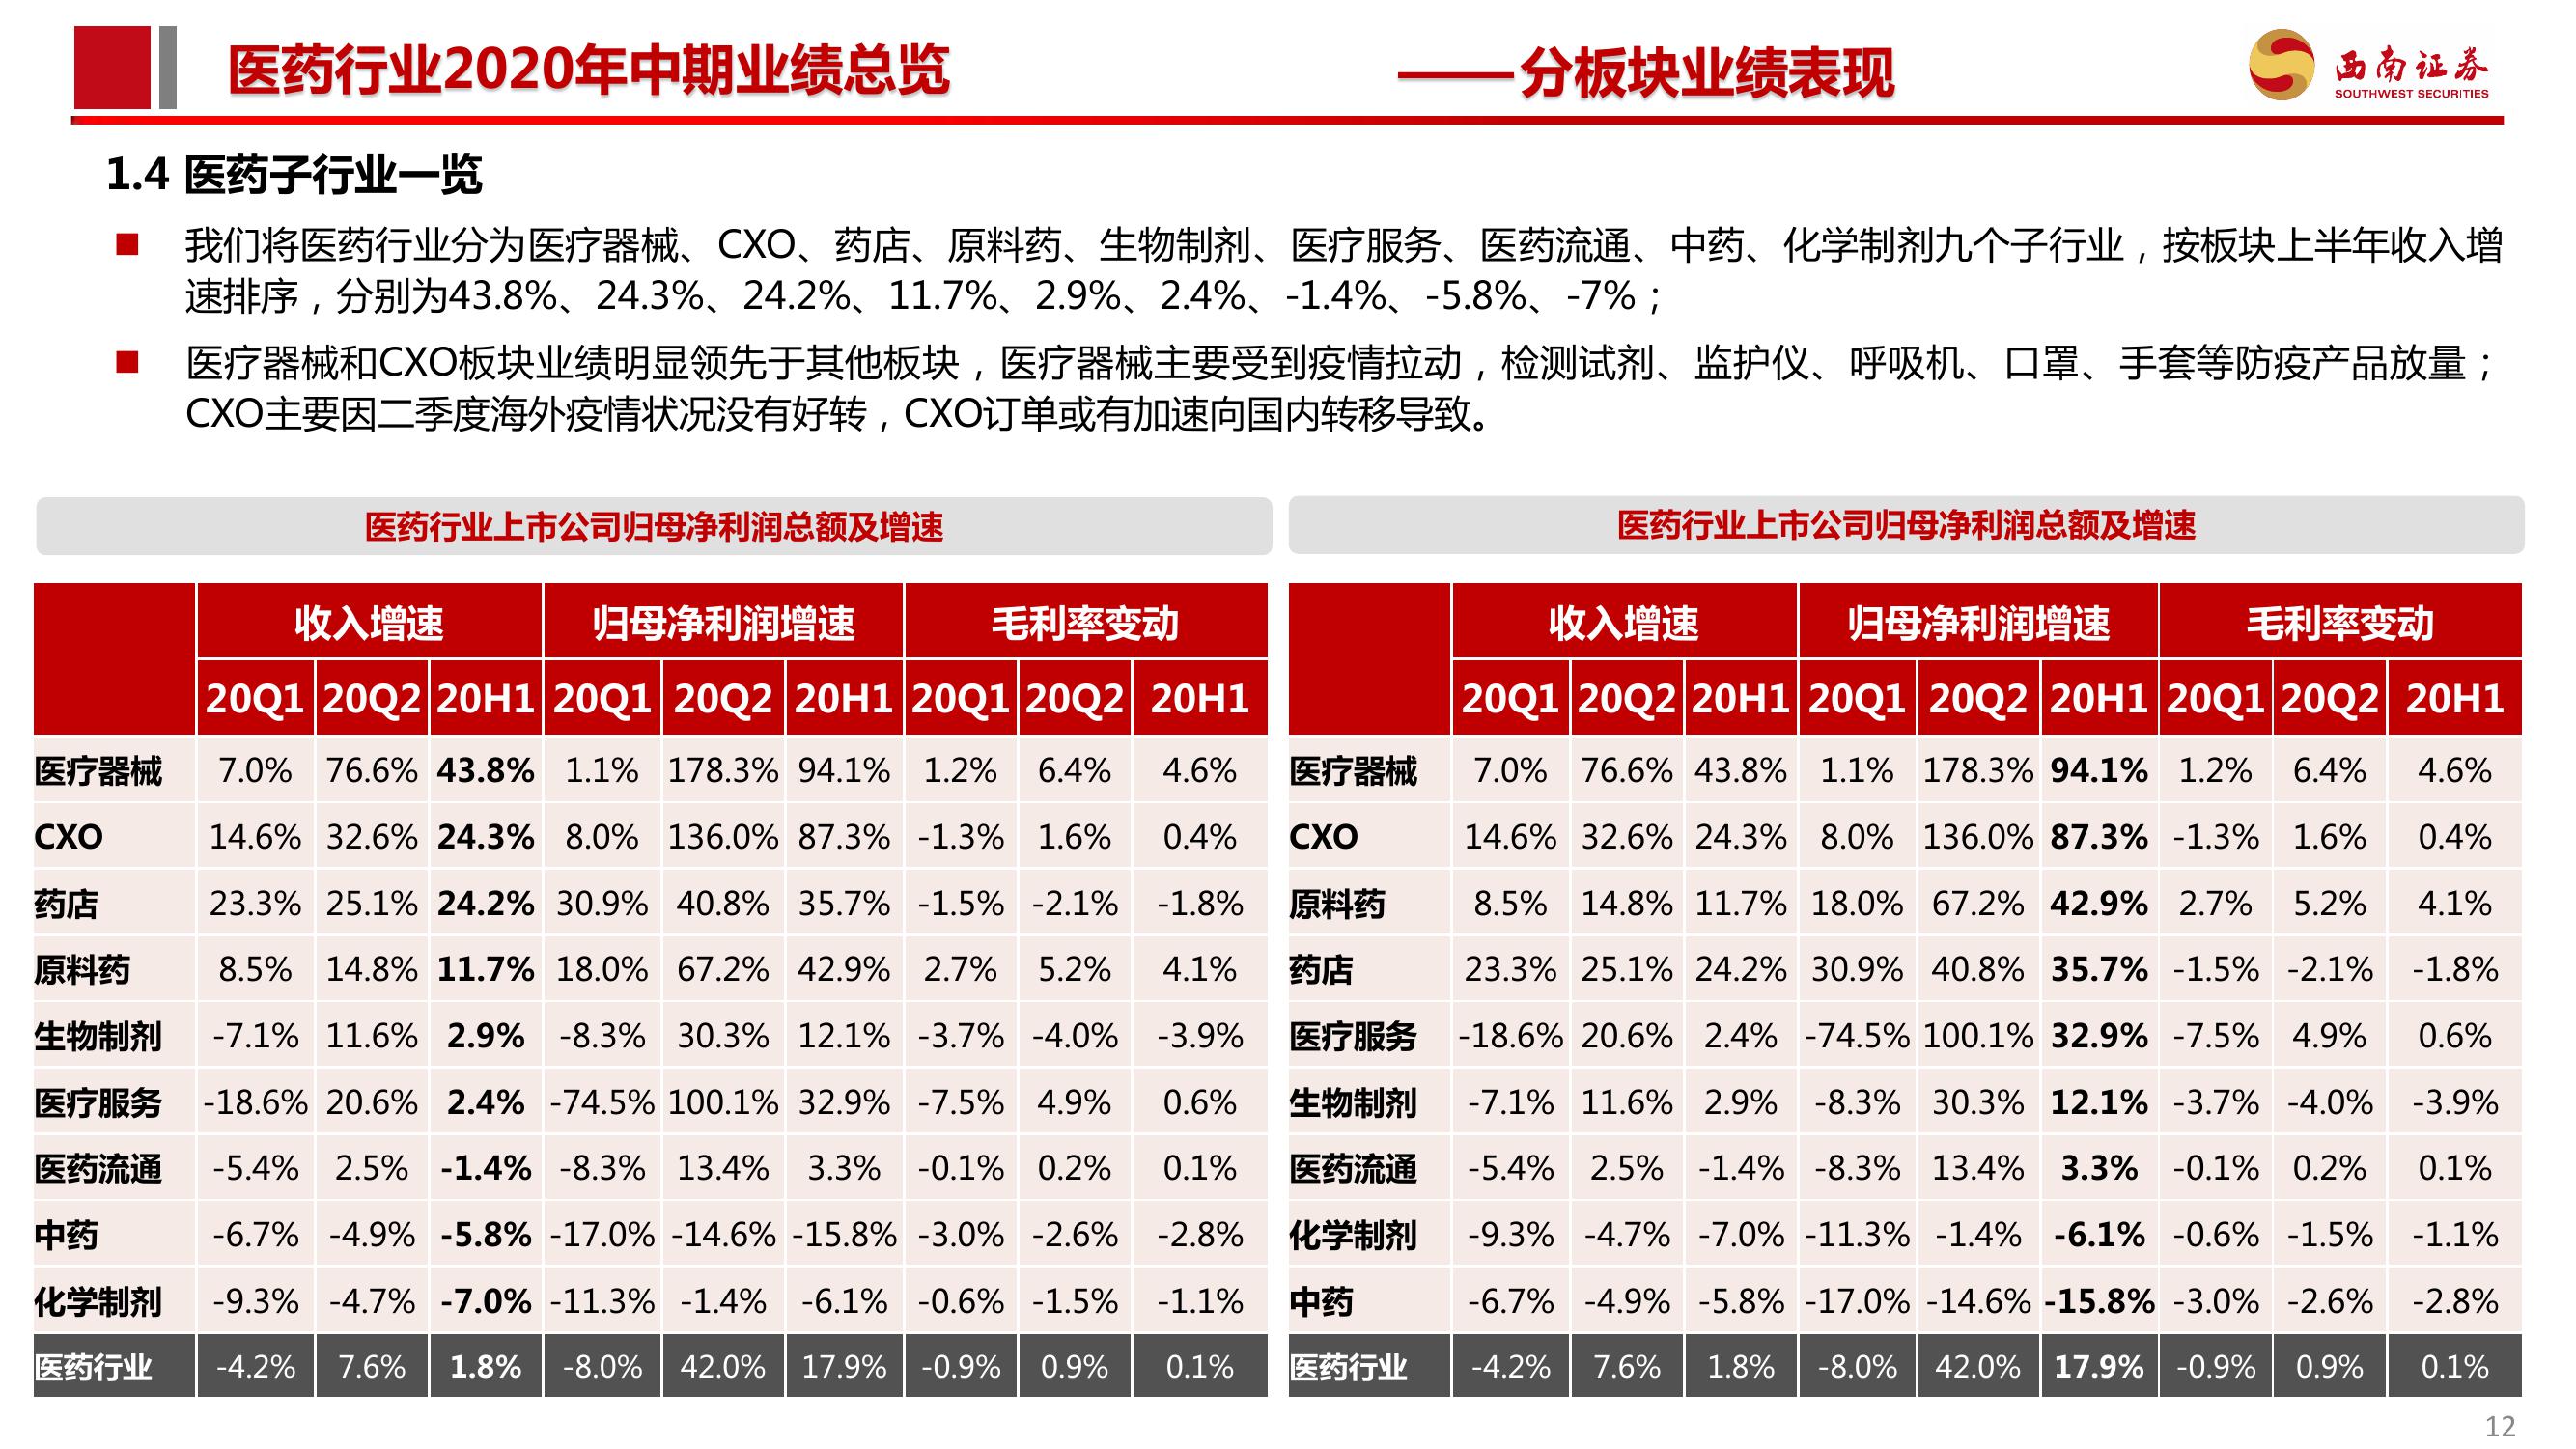 医药行业2020年中期业绩总览
——分板块业绩表现
西南证券
SOUTHWEST SECURITIES
1.4 医药子行业一览
我们将医药行业分为医疗器械、CXO、药店、原料药、生物制剂、医疗服务、医药流通、中药、化学制剂九个子行业，按板块上半年收入增
速排序，分别为43.8%、24.3%、24.2%、11.7%、2.9%、2.4%、-1.4%、-5.8%、-7%；
医疗器械和CXO板块业绩明显领先于其他板块，医疗器械主要受到疫情拉动，检测试剂、监护仪、呼吸机、口罩、手套等防疫产品放量；
CXO主要因二季度海外疫情状况没有好转，CXO订单或有加速向国内转移导致。
医药行业上市公司归母净利润总额及增速
收入增速 归母净利润增速 毛利率变动
20Q1 20Q2 20H1 20Q1 20Q2 20H1 20Q1 20Q2 20H1
医疗器械 7.0% 76.6% 43.8% 1.1% 178.3% 94.1% 1.2% 6.4% 4.6%
CXO 14.6% 32.6% 24.3% 8.0% 136.0% 87.3% -1.3% 1.6% 0.4%
药店 23.3% 25.1% 24.2% 30.9% 40.8% 35.7% -1.5% -2.1% -1.8%
原料药 8.5% 14.8% 11.7% 18.0% 67.2% 42.9% 2.7% 5.2% 4.1%
生物制剂 -7.1% 11.6% 2.9% -8.3% 30.3% 12.1% -3.7% -4.0% -3.9%
医疗服务 -18.6% 20.6% 2.4% -74.5% 100.1% 32.9% -7.5% 4.9% 0.6%
医药流通 -5.4% 2.5% -1.4% -8.3% 13.4% 3.3% -0.1% 0.2% 0.1%
中药 -6.7% -4.9% -5.8% -17.0% -14.6% -15.8% -3.0% -2.6% -2.8%
化学制剂 -9.3% -4.7% -7.0% -11.3% -1.4% -6.1% -0.6% -1.5% -1.1%
医药行业 -4.2% 7.6% 1.8% -8.0% 42.0% 17.9% -0.9% 0.9% 0.1%
医药行业上市公司归母净利润总额及增速
收入增速 归母净利润增速 毛利率变动
20Q1 20Q2 20H1 20Q1 20Q2 20H1 20Q1 20Q2 20H1
医疗器械 7.0% 76.6% 43.8% 1.1% 178.3% 94.1% 1.2% 6.4% 4.6%
CXO 14.6% 32.6% 24.3% 8.0% 136.0% 87.3% -1.3% 1.6% 0.4%
原料药 8.5% 14.8% 11.7% 18.0% 67.2% 42.9% 2.7% 5.2% 4.1%
药店 23.3% 25.1% 24.2% 30.9% 40.8% 35.7% -1.5% -2.1% -1.8%
医疗服务 -18.6% 20.6% 2.4% -74.5% 100.1% 32.9% -7.5% 4.9% 0.6%
生物制剂 -7.1% 11.6% 2.9% -8.3% 30.3% 12.1% -3.7% -4.0% -3.9%
医药流通 -5.4% 2.5% -1.4% -8.3% 13.4% 3.3% -0.1% 0.2% 0.1%
化学制剂 -9.3% -4.7% -7.0% -11.3% -1.4% -6.1% -0.6% -1.5% -1.1%
中药 -6.7% -4.9% -5.8% -17.0% -14.6% -15.8% -3.0% -2.6% -2.8%
医药行业 -4.2% 7.6% 1.8% -8.0% 42.0% 17.9% -0.9% 0.9% 0.1%
12